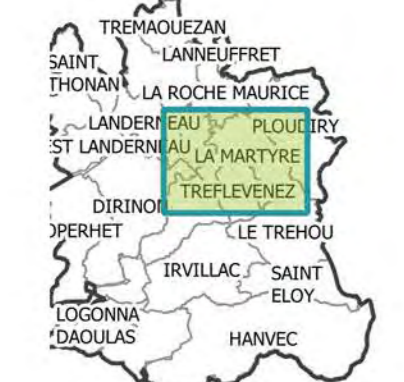 TREMAOUEZAN
LANNEUFFRET
SAINT
THONAN
LA ROCHE MAURICE
LANDERNEAU
PLOUDIRY
ST LANDERNEAU
LA MARTYRE
TREFLEVENEZ
DIRINON
OPERHET
LE TREHOU
IRVILLAC
SAINT
ELOY
LOGONNA
DAOULAS
HANVEC